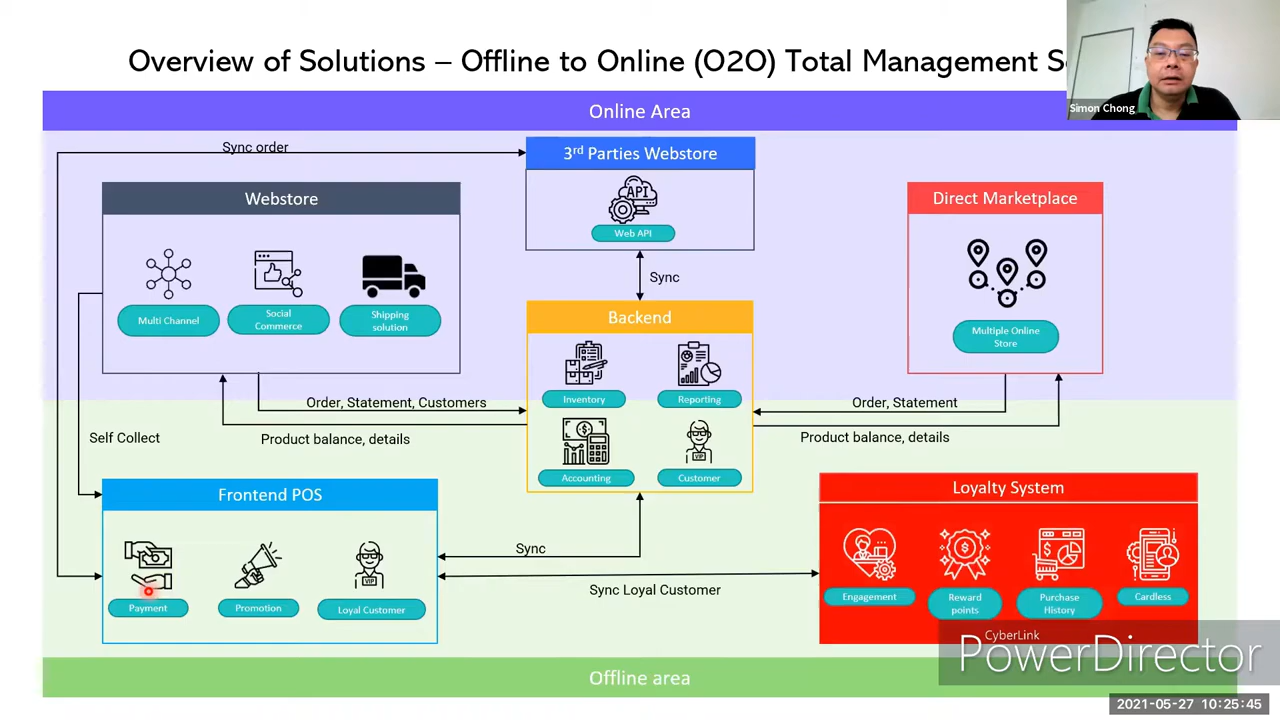 Overview of Solutions – Offline to Online (O2O) Total Management
Simon Chong
Online Area
Sync order
3rd Parties Webstore
API
Web API
Webstore
Multi Channel
Social
Commerce
Shipping
solution
Direct Marketplace
Multiple Online
Store
Sync
Backend
Inventory
Reporting
Accounting
VIP
Customer
Order, Statement, Customers
Product balance, details
Order, Statement
Product balance, details
Self Collect
Frontend POS
Payment
Promotion
VIP
Loyal Customer
Sync
Sync Loyal Customer
Loyalty System
Engagement
Reward
points
Purchase
History
Cardless
CyberLink
PowerDirector
Offline area
2021-05-27 10:25:45